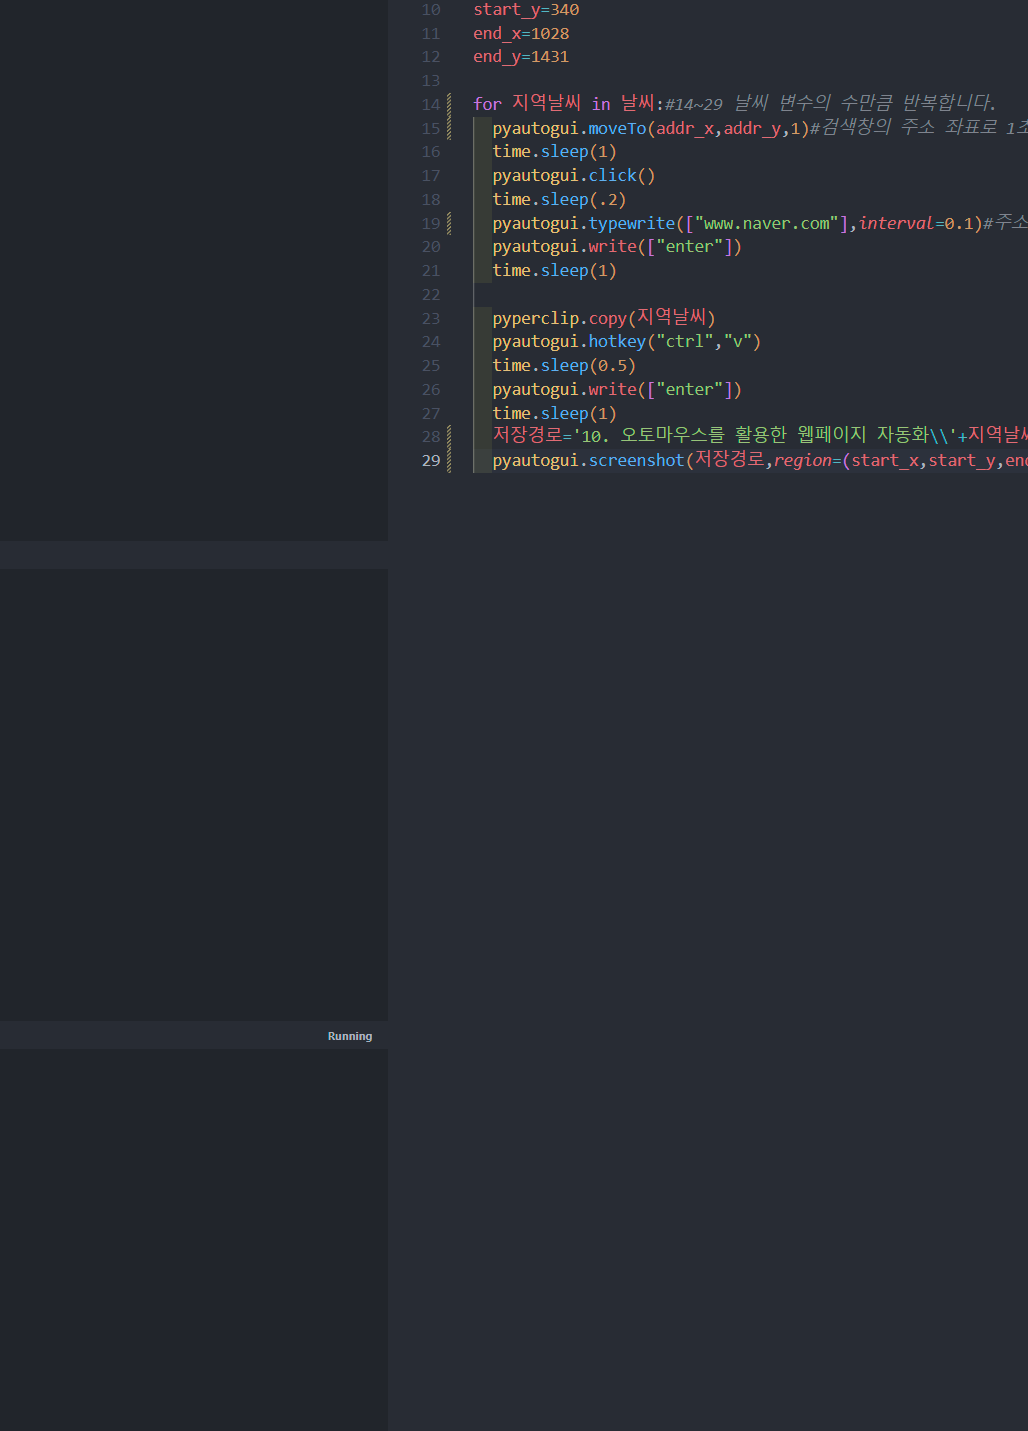 10 start_y=340
11 end_x=1028
12 end_y=1431
13
14 for 지역날씨 in 날씨:#14~29 날씨 변수의 수만큼 반복합니다.
15 pyautogui.moveTo(addr_x,addr_y,1)#검색창의 주소 좌표로 1초
16 time.sleep(1)
17 pyautogui.click()
18 time.sleep(.2)
19 pyautogui.typewrite(["www.naver.com"],interval=0.1)#주소
20 pyautogui.write(["enter"])
21 time.sleep(1)
22
23 pyperclip.copy(지역날씨)
24 pyautogui.hotkey("ctrl","v")
25 time.sleep(0.5)
26 pyautogui.write(["enter"])
27 time.sleep(1)
28 저장경로='10. 오토마우스를 활용한 웹페이지 자동화\\'+지역날씨
29 pyautogui.screenshot(저장경로,region=(start_x,start_y,end
Running